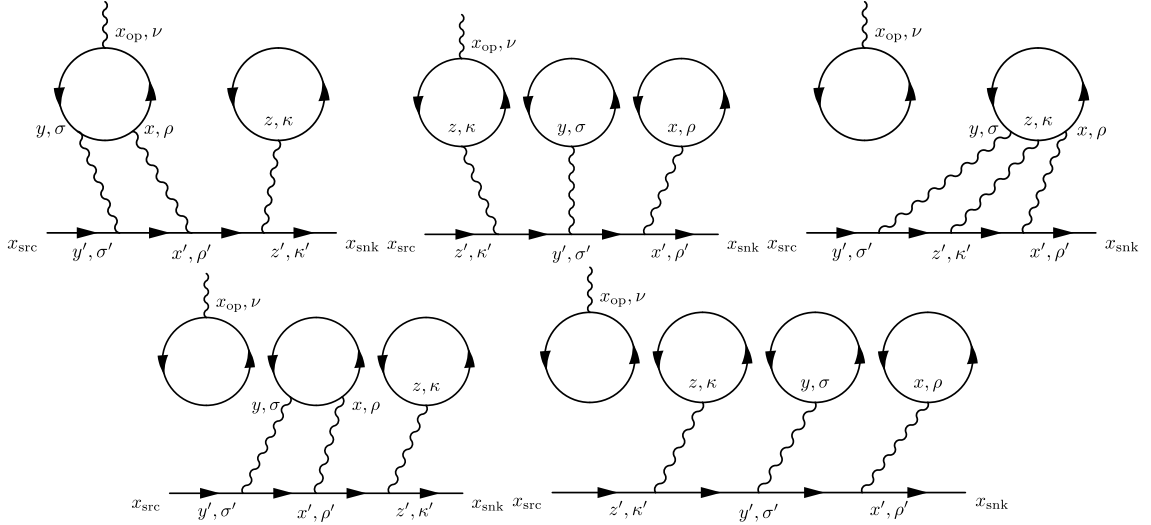 x_op, ν
y, σ
x, ρ
z, κ
x_src
y′, σ′
x′, ρ′
z′, κ′
x_snk
x_op, ν
z, κ
y, σ
x, ρ
x_src
z′, κ′
y′, σ′
x′, ρ′
x_snk
x_op, ν
y, σ
z, κ
x, ρ
x_src
y′, σ′
z′, κ′
x′, ρ′
x_snk
x_op, ν
y, σ
x, ρ
z, κ
x_src
y′, σ′
x′, ρ′
z′, κ′
x_snk
x_op, ν
z, κ
y, σ
x, ρ
x_src
z′, κ′
y′, σ′
x′, ρ′
x_snk